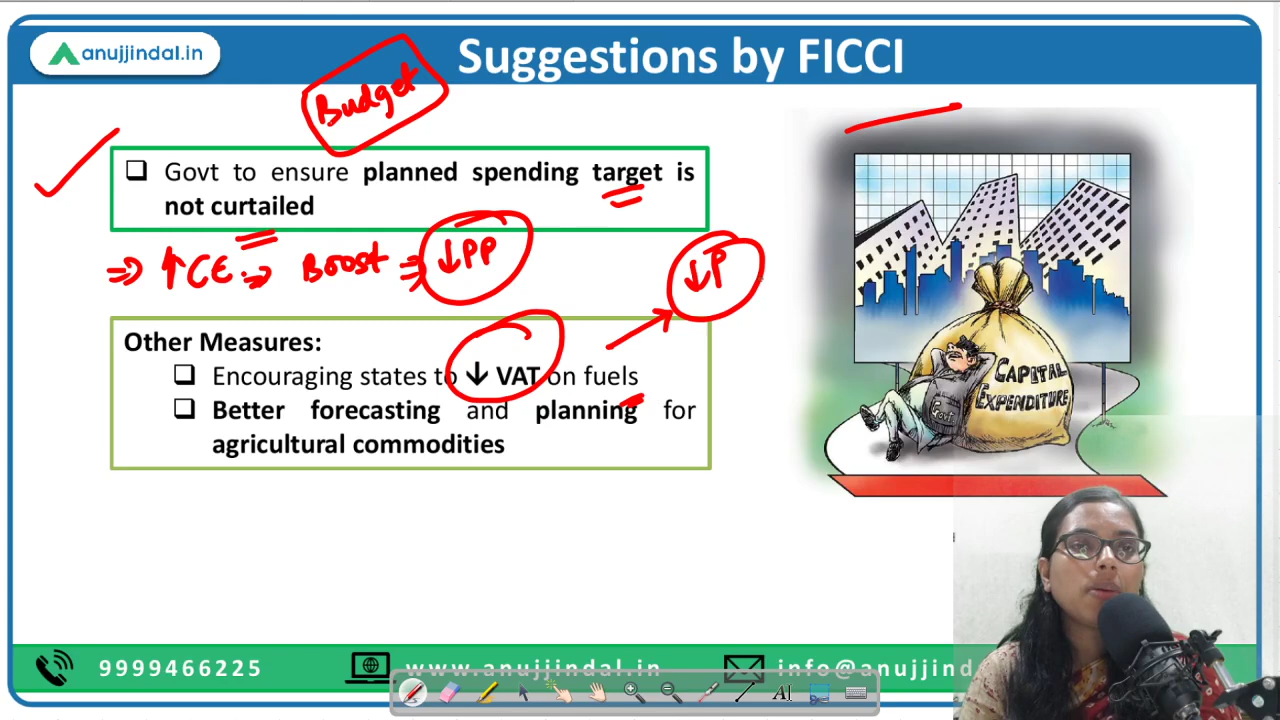 anujjindal.in
Suggestions by FICCI
Budget
❑ Govt to ensure planned spending target is
not curtailed
⇒ ↑ CE ⇒ Boost ⇒ ↓ PP
↓ P
Other Measures:
❑ Encouraging states to ↓ VAT on fuels
❑ Better forecasting and planning for
agricultural commodities
CAPITAL
EXPENDITURE
GOVT
9999466225 www.anujjindal.in info@anujjind